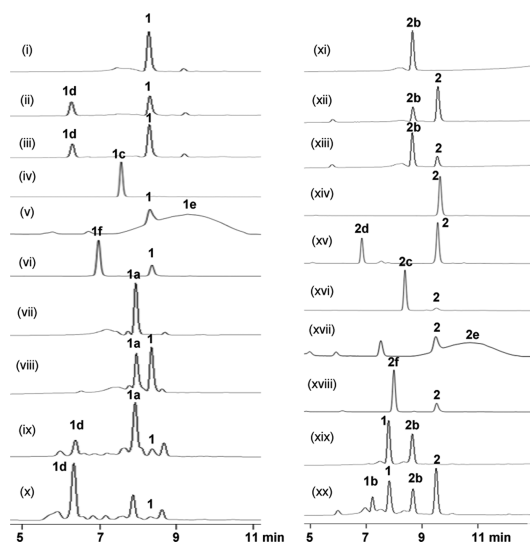 (i) 1
(ii) 1d 1
(iii) 1d 1
(iv) 1c
(v) 1 1e
(vi) 1f 1
(vii) 1a
(viii) 1a 1
(ix) 1d 1a 1
(x) 1d 1
5 7 9 11 min
(xi) 2b
(xii) 2b 2
(xiii) 2b 2
(xiv) 2
(xv) 2d 2
(xvi) 2c 2
(xvii) 2 2e
(xviii) 2f 2
(xix) 1 2b
(xx) 1b 1 2b 2
5 7 9 11 min